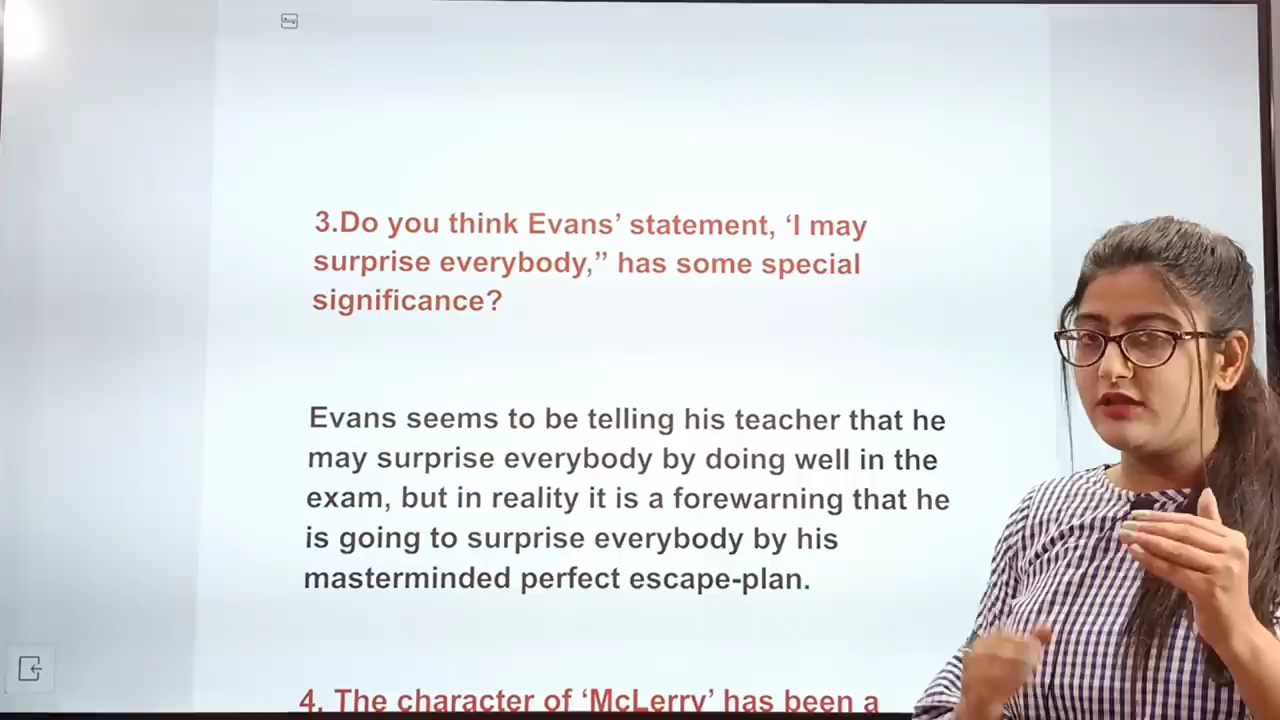 3.Do you think Evans’ statement, ‘I may
surprise everybody,” has some special
significance?
Evans seems to be telling his teacher that he
may surprise everybody by doing well in the
exam, but in reality it is a forewarning that he
is going to surprise everybody by his
masterminded perfect escape-plan.
4. The character of ‘McLerry’ has been a